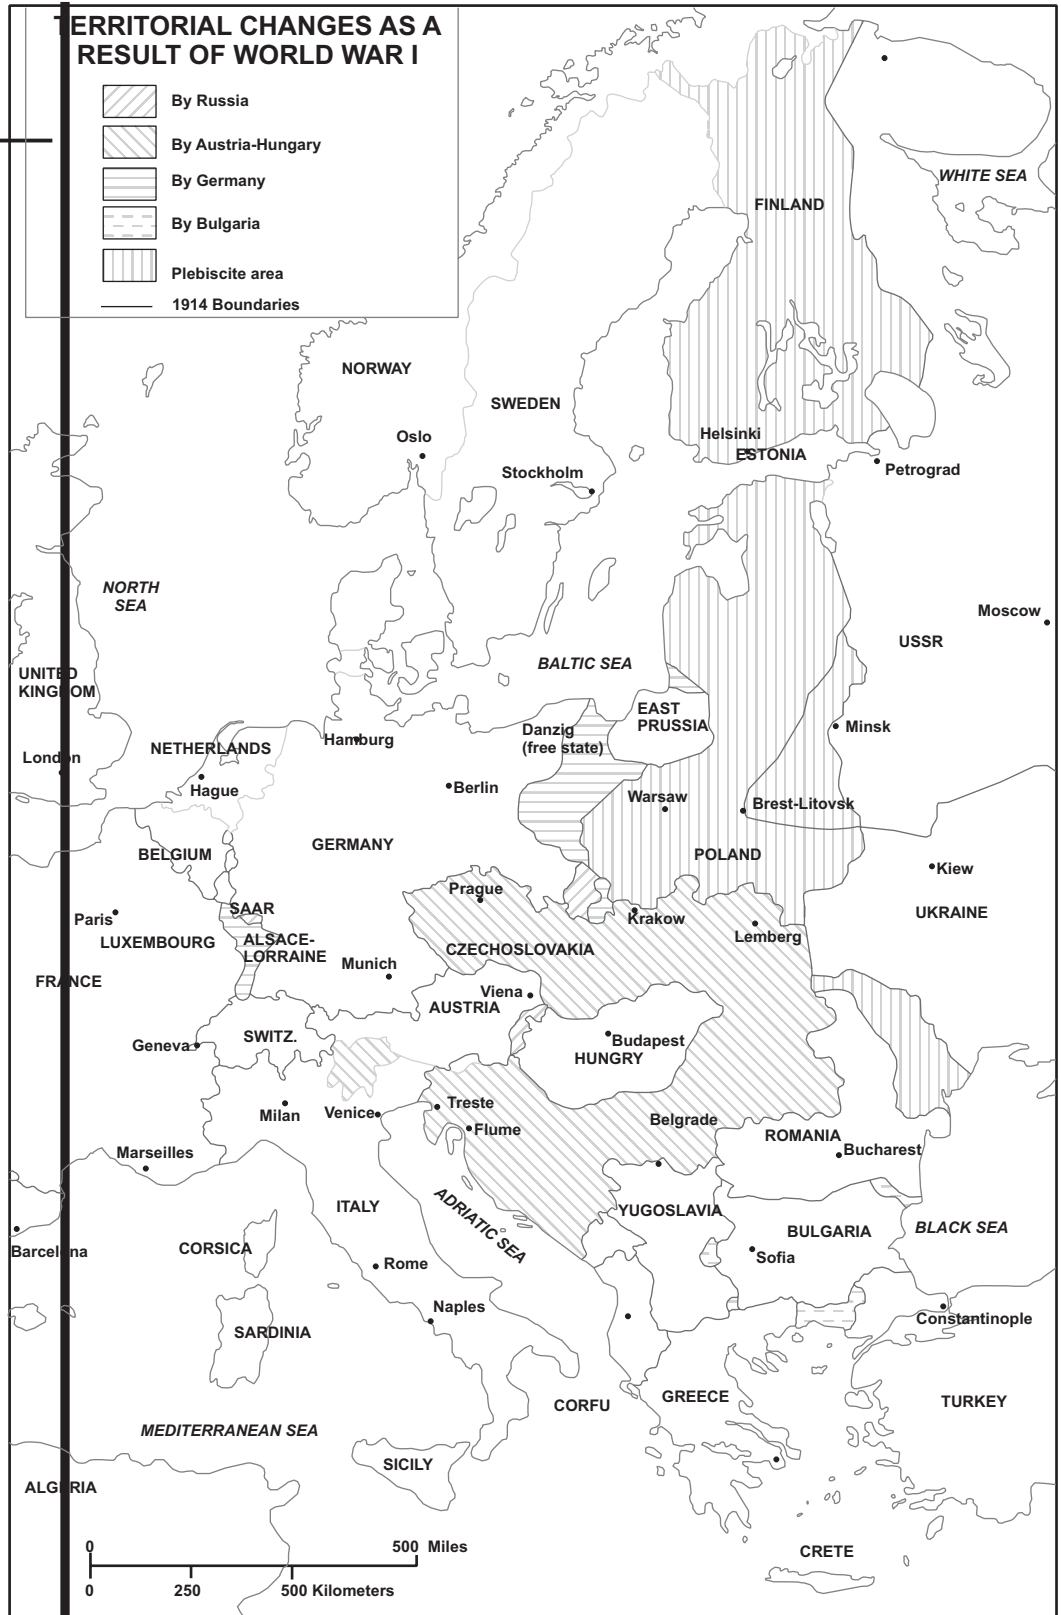 TERRITORIAL CHANGES AS A
RESULT OF WORLD WAR I
By Russia
By Austria-Hungary
By Germany
By Bulgaria
Plebiscite area
1914 Boundaries
WHITE SEA
FINLAND
NORWAY
SWEDEN
Oslo
Helsinki
ESTONIA
Stockholm
Petrograd
NORTH
SEA
Moscow
USSR
BALTIC SEA
UNITED
KINGDOM
EAST
PRUSSIA
Danzig
(free state)
Minsk
Hamburg
NETHERLANDS
London
Hague
Berlin
Warsaw
Brest-Litovsk
GERMANY
BELGIUM
POLAND
Kiew
Prague
SAAR
Paris
Krakow
UKRAINE
LUXEMBOURG
ALSACE-
LORRAINE
CZECHOSLOVAKIA
Lemberg
Munich
FRANCE
Viena
AUSTRIA
SWITZ.
Geneva
Budapest
HUNGRY
Treste
Milan
Venice
Flume
Belgrade
ROMANIA
Bucharest
Marseilles
ITALY
ADRIATIC SEA
YUGOSLAVIA
BULGARIA
BLACK SEA
Barcelona
CORSICA
Sofia
Rome
Naples
Constantinople
SARDINIA
CORFU
GREECE
TURKEY
MEDITERRANEAN SEA
SICILY
ALGERIA
0 500 Miles
CRETE
0 250 500 Kilometers